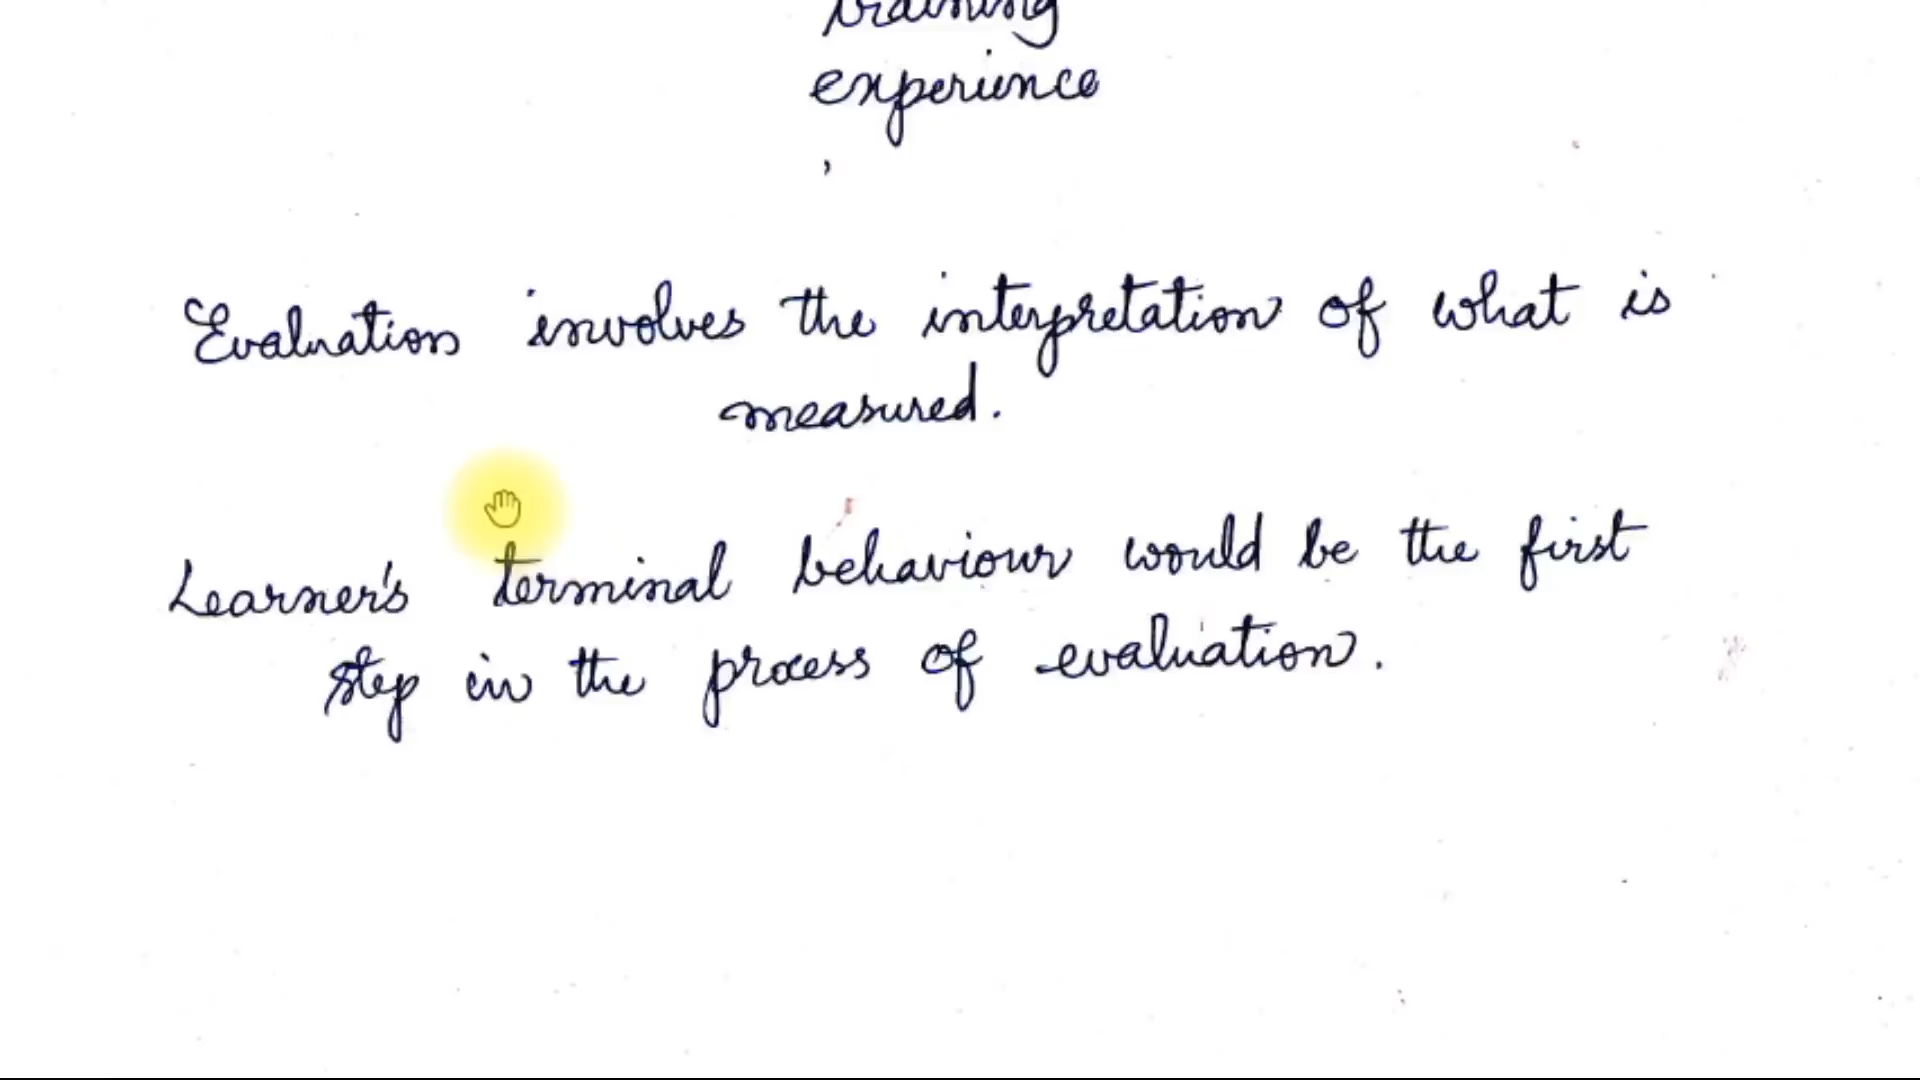 training
experience
,
Evaluation involves the interpretation of what is
measured.
Learner's terminal behaviour would be the first
step in the process of evaluation.